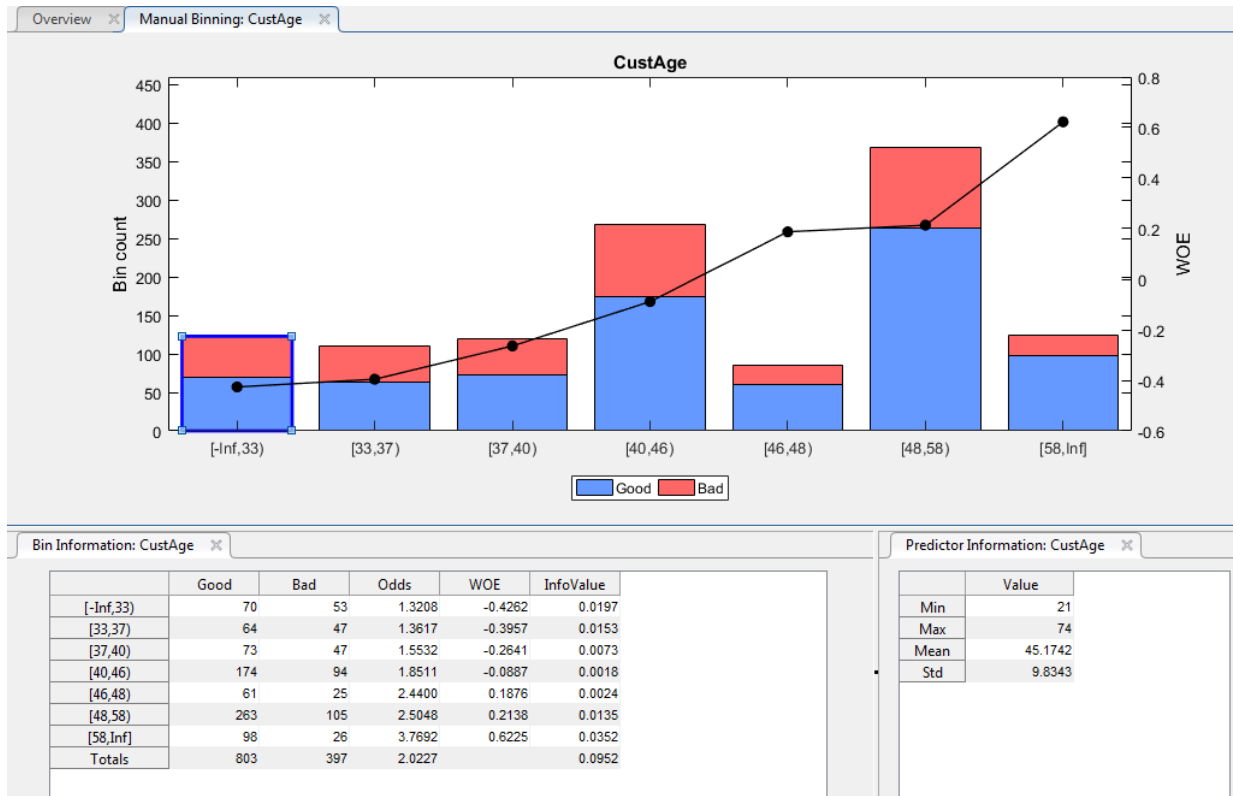 Overview Manual Binning: CustAge
CustAge
450
400
350
300
250
200
150
100
50
0
Bin count
0.8
0.6
0.4
0.2
0
-0.2
-0.4
-0.6
WOE
[-Inf,33) [33,37) [37,40) [40,46) [46,48) [48,58) [58,Inf]
Good Bad
Bin Information: CustAge
Good Bad Odds WOE InfoValue
[-Inf,33) 70 53 1.3208 -0.4262 0.0197
[33,37) 64 47 1.3617 -0.3957 0.0153
[37,40) 73 47 1.5532 -0.2641 0.0073
[40,46) 174 94 1.8511 -0.0887 0.0018
[46,48) 61 25 2.4400 0.1876 0.0024
[48,58) 263 105 2.5048 0.2138 0.0135
[58,Inf] 98 26 3.7692 0.6225 0.0352
Totals 803 397 2.0227 0.0952
Predictor Information: CustAge
Value
Min 21
Max 74
Mean 45.1742
Std 9.8343